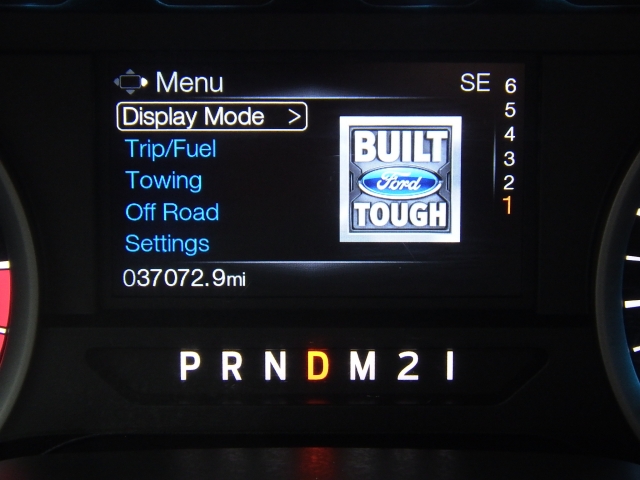 Menu SE
Display Mode >
Trip/Fuel
Towing
Off Road
Settings
037072.9mi
BUILT
Ford
TOUGH
6
5
4
3
2
1
P R N D M 2 1